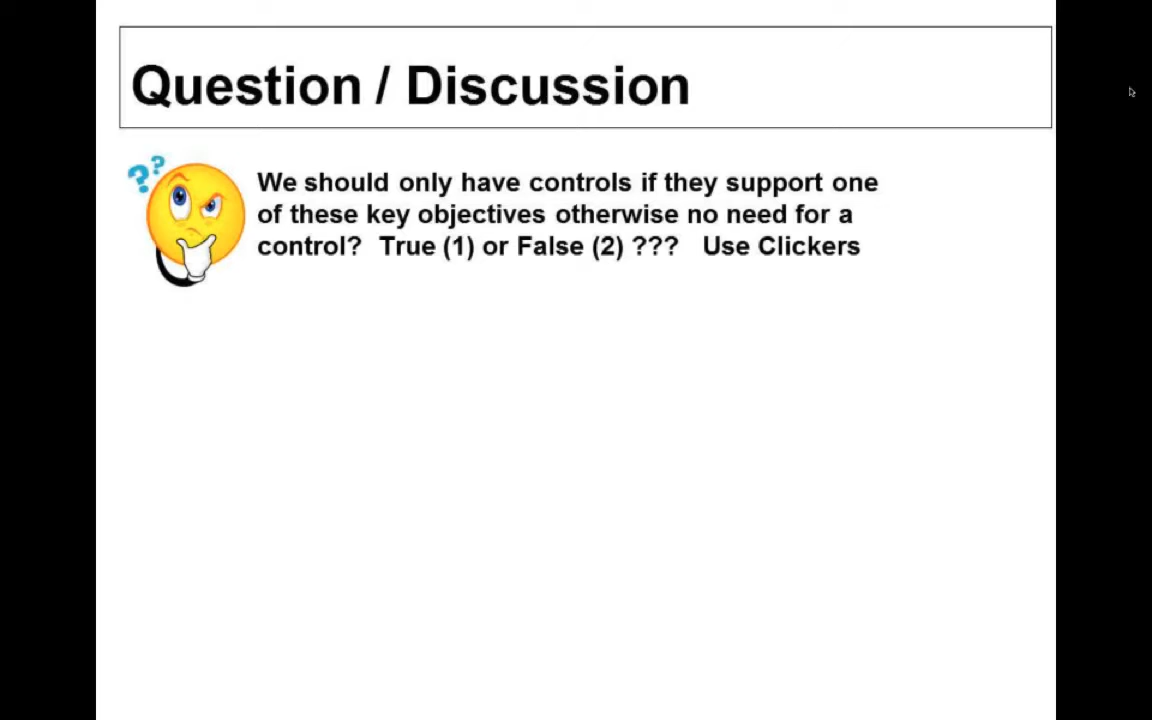 Question / Discussion
? ?
We should only have controls if they support one
of these key objectives otherwise no need for a
control? True (1) or False (2) ??? Use Clickers